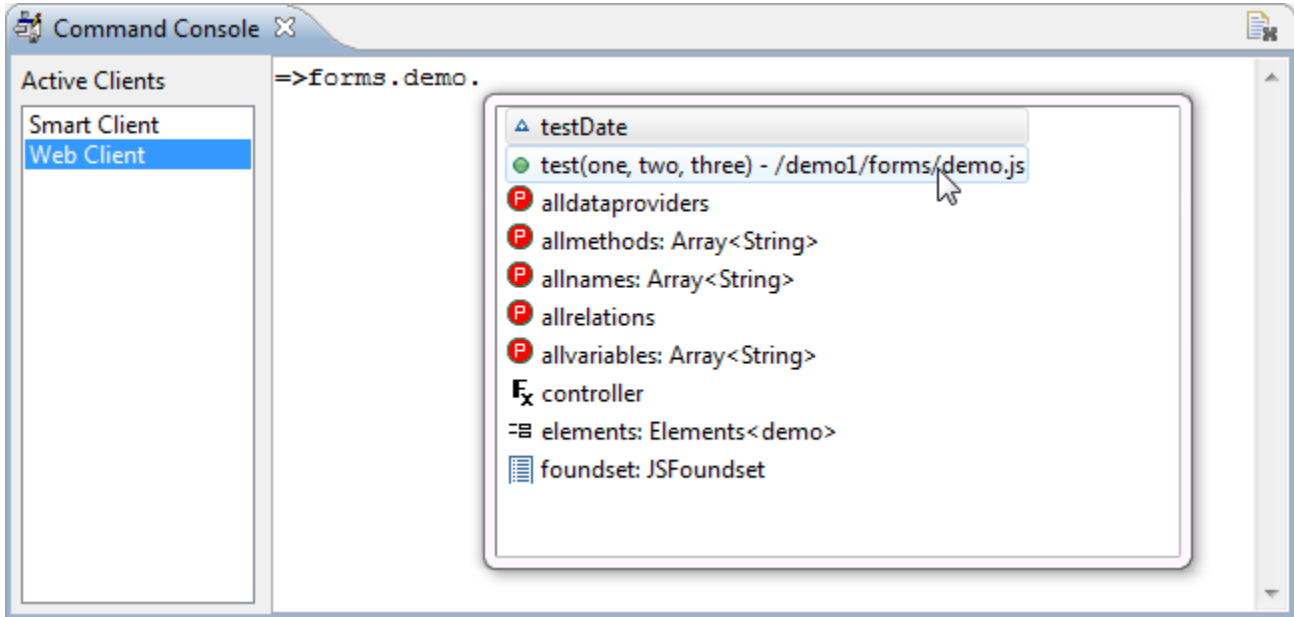 Command Console
Active Clients
Smart Client
Web Client
=>forms.demo.
testDate
test(one, two, three) - /demo1/forms/demo.js
P alldataproviders
P allmethods: Array<String>
P allnames: Array<String>
P allrelations
P allvariables: Array<String>
Fx controller
elements: Elements<demo>
foundset: JSFoundset